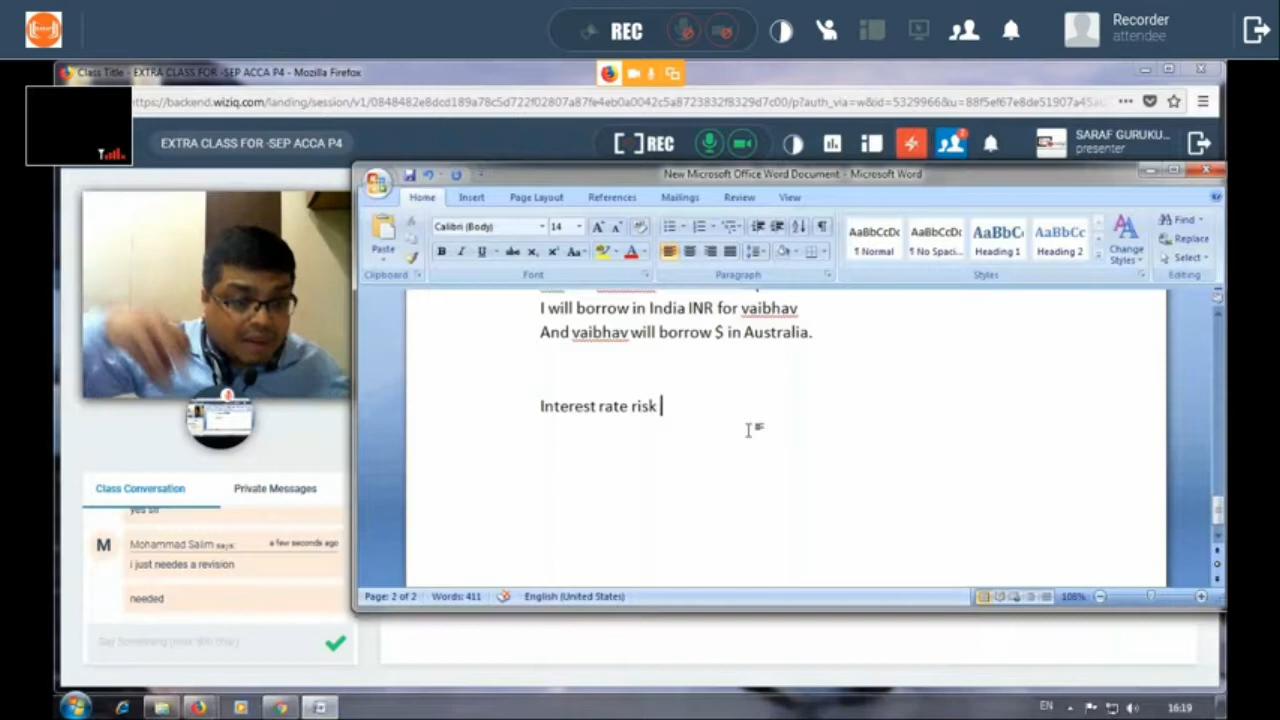 REC
Recorder
attendee
Class Title - EXTRA CLASS FOR -SEP ACCA P4 - Mozilla Firefox
EXTRA CLASS FOR -SEP ACCA P4
REC
SARAF GURUKU...
presenter
New Microsoft Office Word Document - Microsoft Word
Home Insert Page Layout References Mailings Review View
Paste
Calibri (Body) 14
AaBbCcDc AaBbCcDc AaBbC AaBbCc
¶ Normal ¶ No Spaci... Heading 1 Heading 2
Change Styles
Find
Replace
Select
Clipboard Font Paragraph Styles Editing
I will borrow in India INR for vaibhav
And vaibhav will borrow $ in Australia.
Interest rate risk
Class Conversation Private Messages
yes sir
M
Mohammad Salim says: a few seconds ago
i just needes a revision
needed
Page: 2 of 2 Words: 411 English (United States) 108%
EN 16:19